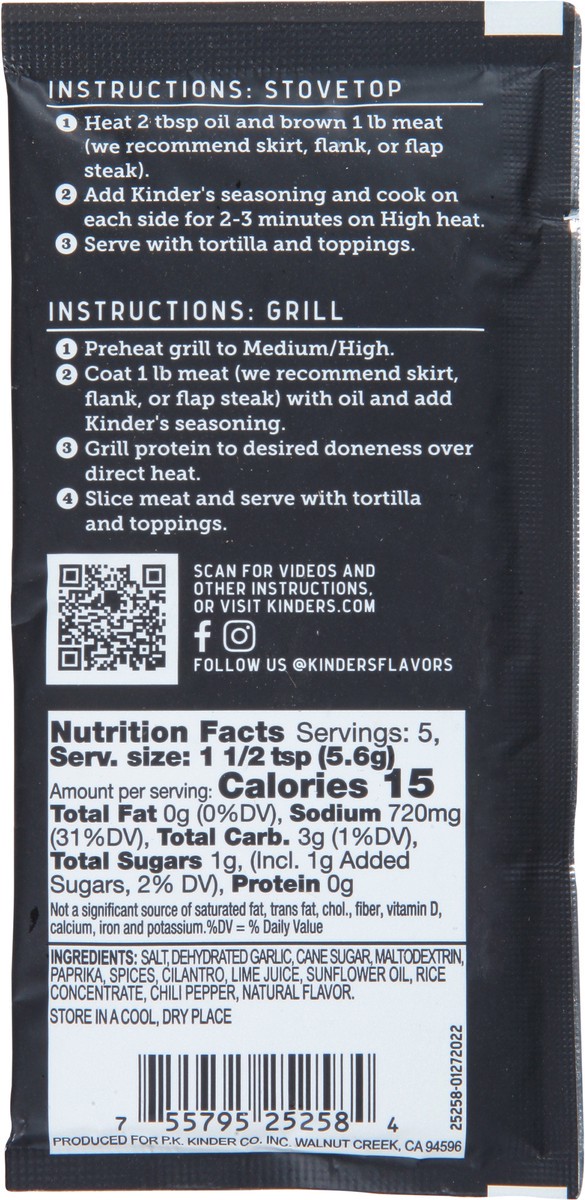 INSTRUCTIONS: STOVETOP
1 Heat 2 tbsp oil and brown 1 lb meat
(we recommend skirt, flank, or flap
steak).
2 Add Kinder's seasoning and cook on
each side for 2-3 minutes on High heat.
3 Serve with tortilla and toppings.
INSTRUCTIONS: GRILL
1 Preheat grill to Medium/High.
2 Coat 1 lb meat (we recommend skirt,
flank, or flap steak) with oil and add
Kinder's seasoning.
3 Grill protein to desired doneness over
direct heat.
4 Slice meat and serve with tortilla
and toppings.
SCAN FOR VIDEOS AND
OTHER INSTRUCTIONS,
OR VISIT KINDERS.COM
FOLLOW US @KINDERSFLAVORS
Nutrition Facts Servings: 5,
Serv. size: 1 1/2 tsp (5.6g)
Amount per serving: Calories 15
Total Fat 0g (0%DV), Sodium 720mg
(31%DV), Total Carb. 3g (1%DV),
Total Sugars 1g, (Incl. 1g Added
Sugars, 2% DV), Protein 0g
Not a significant source of saturated fat, trans fat, chol., fiber, vitamin D,
calcium, iron and potassium.%DV = % Daily Value
INGREDIENTS: SALT, DEHYDRATED GARLIC, CANE SUGAR, MALTODEXTRIN,
PAPRIKA, SPICES, CILANTRO, LIME JUICE, SUNFLOWER OIL, RICE
CONCENTRATE, CHILI PEPPER, NATURAL FLAVOR.
STORE IN A COOL, DRY PLACE
25258-01272022
7 55795 25258 4
PRODUCED FOR P.K. KINDER CO. INC. WALNUT CREEK, CA 94596